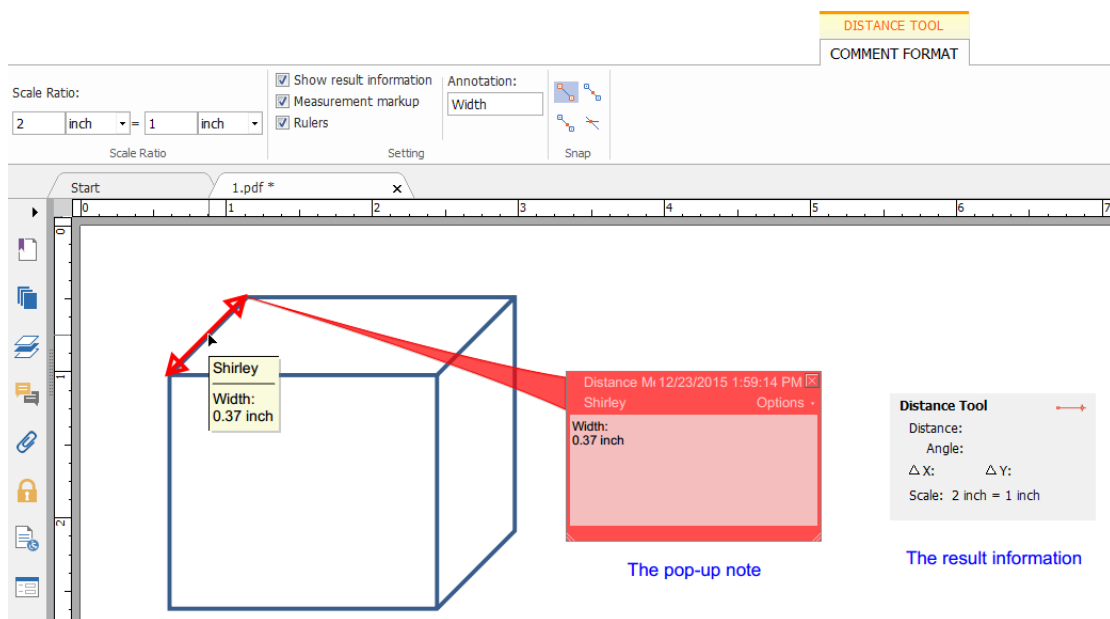 DISTANCE TOOL
COMMENT FORMAT
Scale Ratio:
2 inch = 1 inch
Scale Ratio
Show result information
Measurement markup
Rulers
Annotation:
Width
Setting
Snap
Start
1.pdf *
0 1 2 3 4 5 6 7
0
1
2
Shirley
Width:
0.37 inch
Distance Me 12/23/2015 1:59:14 PM
Shirley Options
Width:
0.37 inch
The pop-up note
Distance Tool
Distance:
Angle:
△ X: △ Y:
Scale: 2 inch = 1 inch
The result information